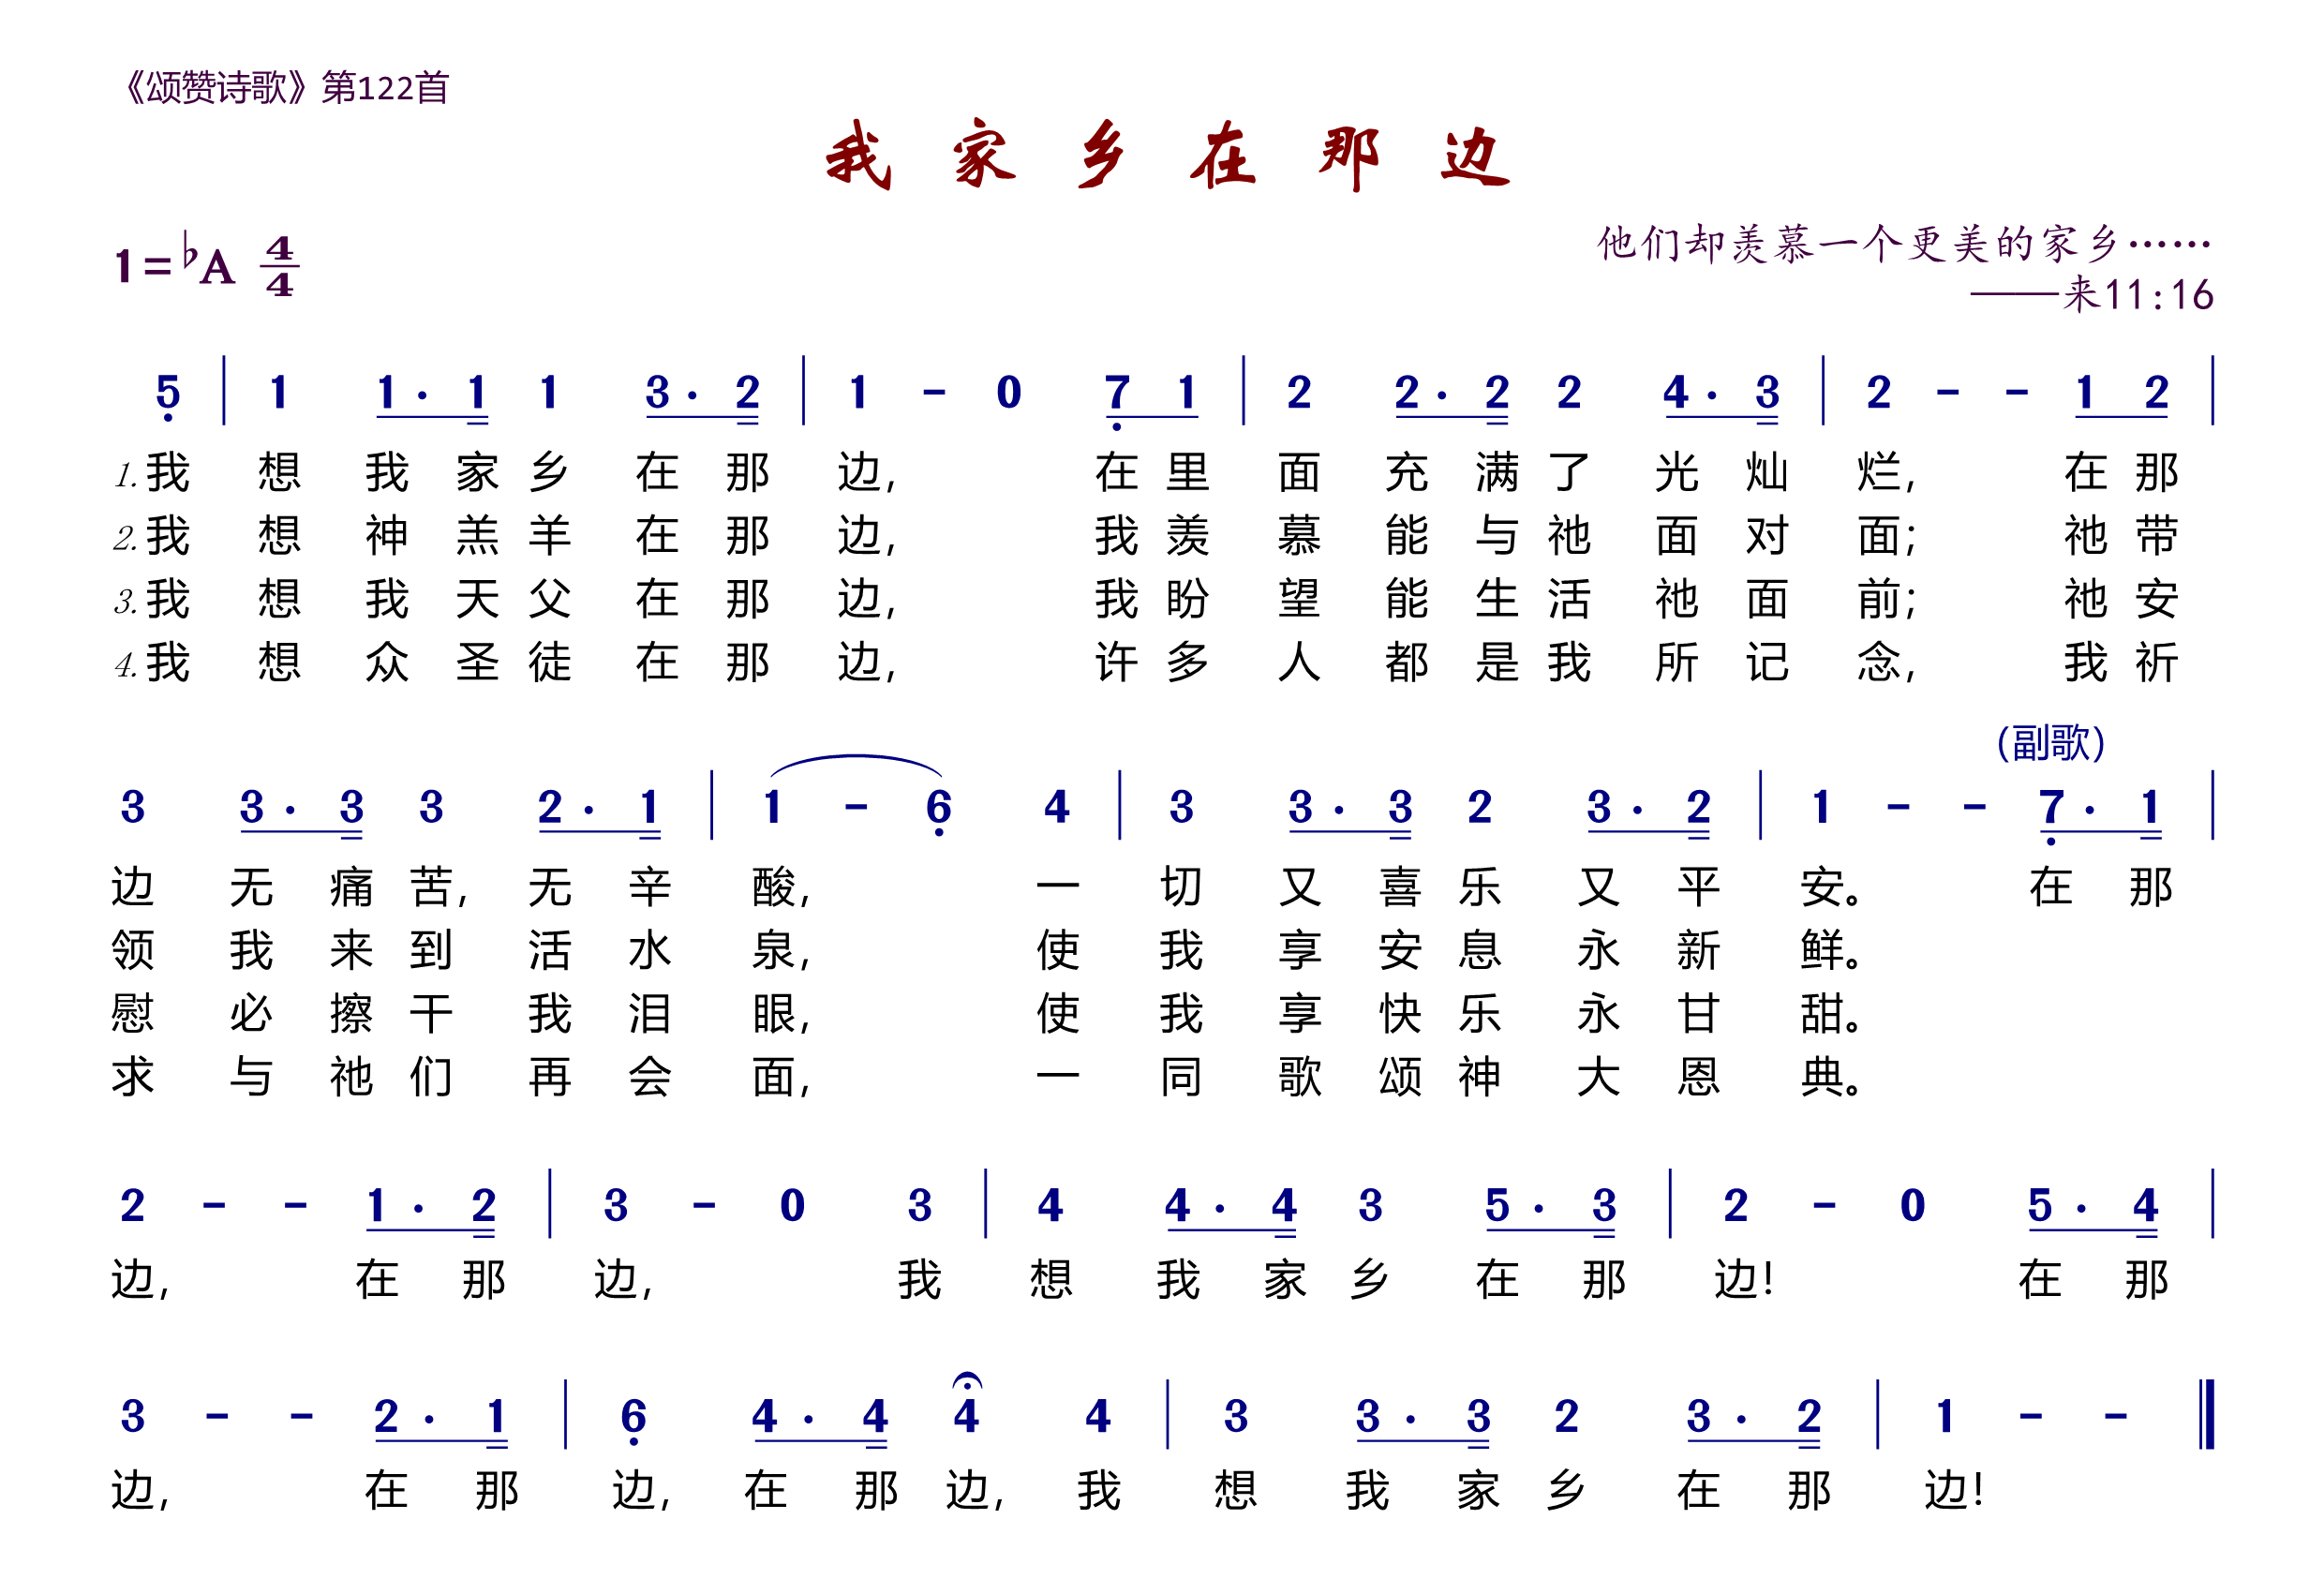 《颂赞诗歌》第122首
我家乡在那边
1=♭A 4/4
他们却羡慕一个更美的家乡……
——来11:16
5̣ | 1 1· 1 1 3· 2 | 1 - 0 7̣ 1 | 2 2· 2 2 4· 3 | 2 - - 1 2 |
1.我想我家乡在那边, 在里面充满了光灿烂, 在那
2.我想神羔羊在那边, 我羡慕能与祂面对面; 祂带
3.我想我天父在那边, 我盼望能生活祂面前; 祂安
4.我想众圣徒在那边, 许多人都是我所记念, 我祈
(副歌)
3 3· 3 3 2· 1 | 1 - 6̣ 4 | 3 3· 3 2 3· 2 | 1 - - 7̣· 1 |
边无痛苦, 无辛酸, 一切又喜乐又平安。 在那
领我来到活水泉, 使我享安息永新鲜。
慰必擦干我泪眼, 使我享快乐永甘甜。
求与祂们再会面, 一同歌颂神大恩典。
2 - - 1· 2 | 3 - 0 3 | 4 4· 4 3 5· 3 | 2 - 0 5· 4 |
边, 在那边, 我想我家乡在那边! 在那
3 - - 2· 1 | 6̣ 4· 4 4 4 | 3 3· 3 2 3· 2 | 1 - - ‖
边, 在那边, 在那边, 我想我家乡在那边!